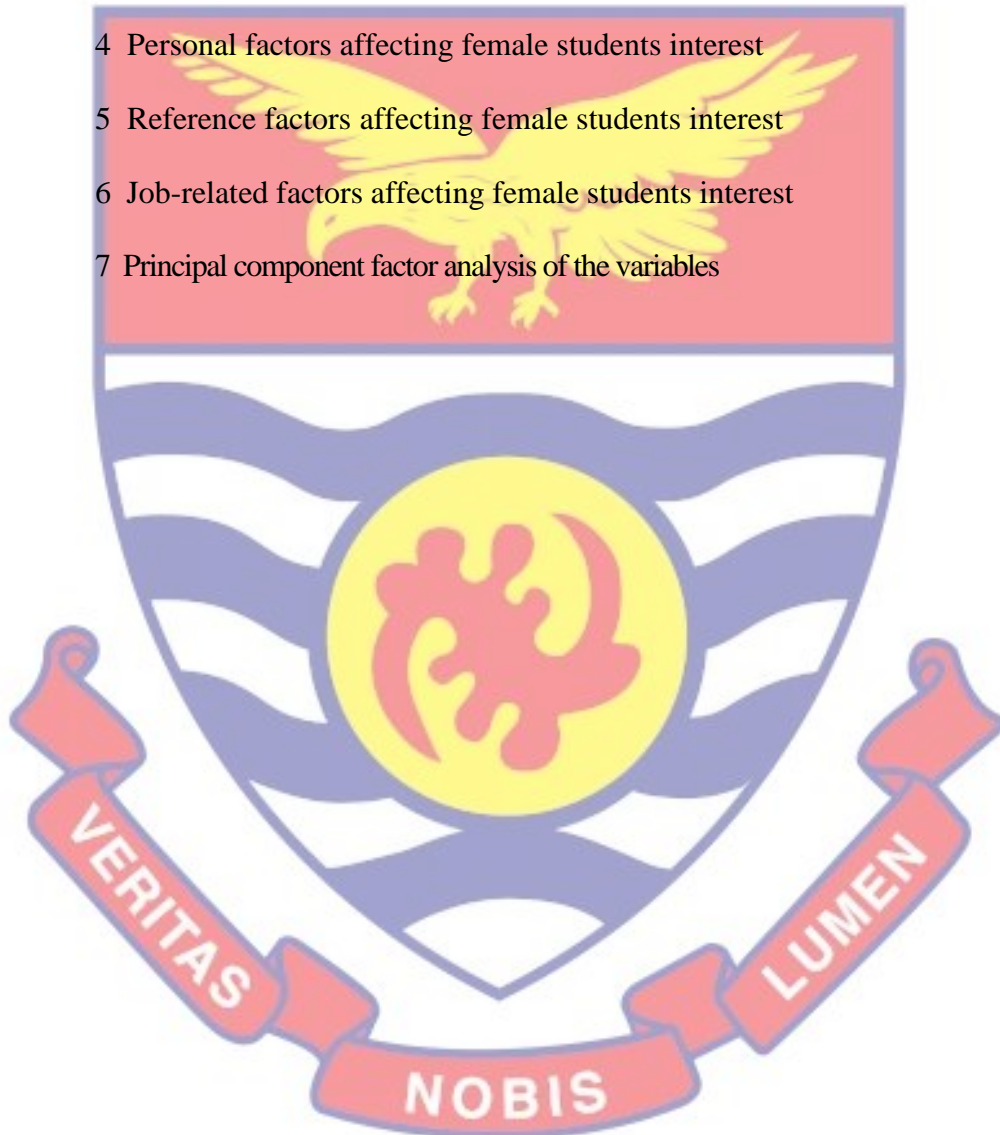 4 Personal factors affecting female students interest
5 Reference factors affecting female students interest
6 Job-related factors affecting female students interest
7 Principal component factor analysis of the variables
VERITAS
NOBIS
LUMEN